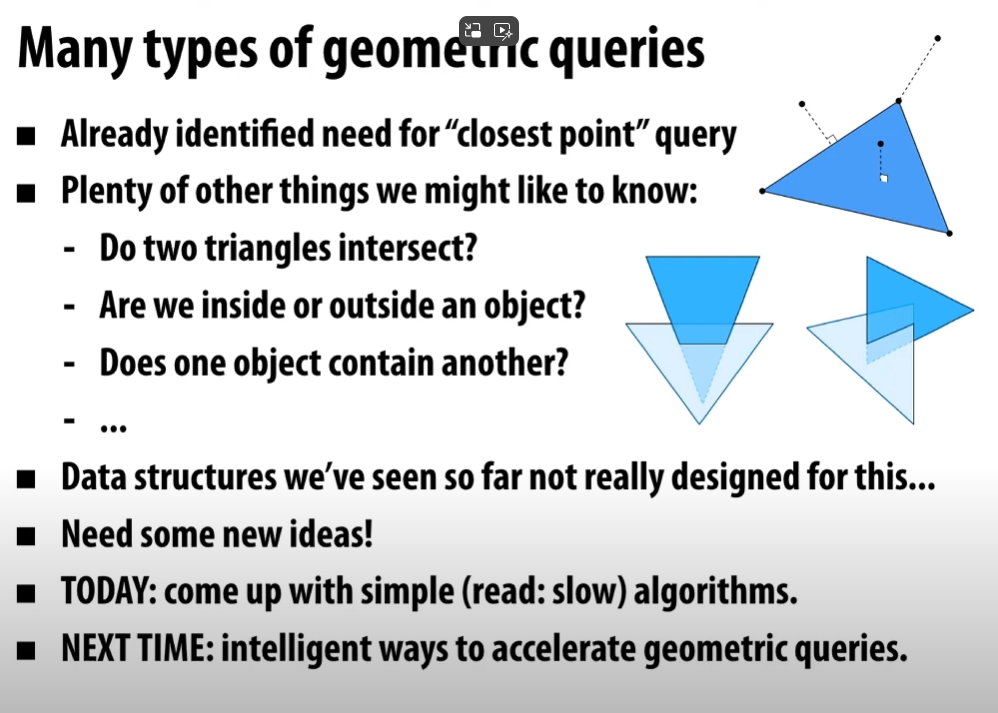 Many types of geometric queries
■ Already identified need for “closest point” query
■ Plenty of other things we might like to know:
- Do two triangles intersect?
- Are we inside or outside an object?
- Does one object contain another?
- ...
■ Data structures we’ve seen so far not really designed for this...
■ Need some new ideas!
■ TODAY: come up with simple (read: slow) algorithms.
■ NEXT TIME: intelligent ways to accelerate geometric queries.